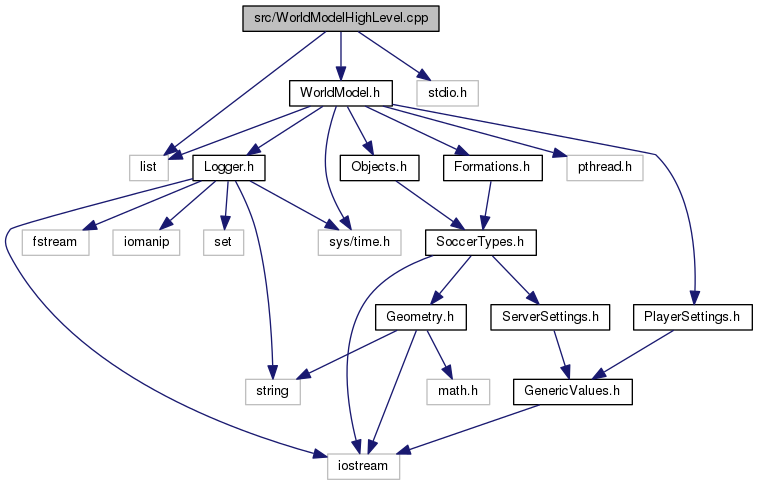 src/WorldModelHighLevel.cpp
WorldModel.h
stdio.h
list
Logger.h
Objects.h
Formations.h
pthread.h
fstream
iomanip
set
sys/time.h
SoccerTypes.h
Geometry.h
ServerSettings.h
PlayerSettings.h
string
math.h
GenericValues.h
iostream